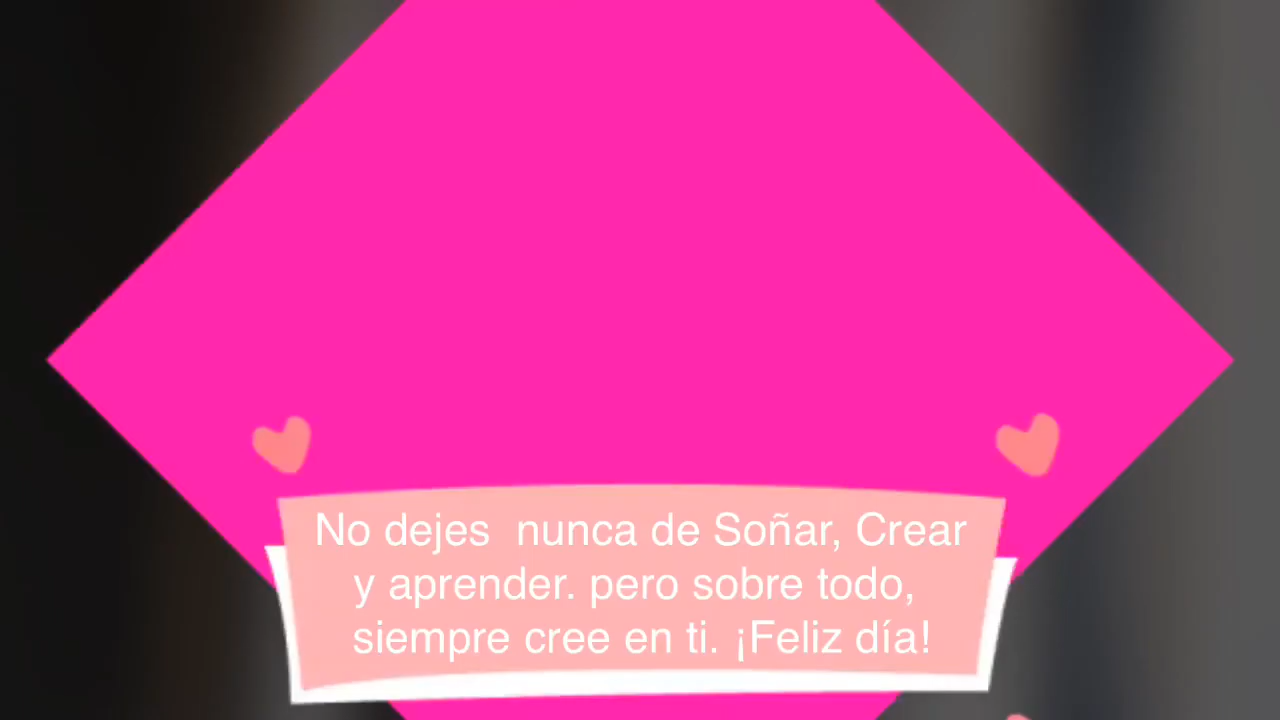 No dejes  nunca de Soñar, Crear
y aprender. pero sobre todo,
siempre cree en ti. ¡Feliz día!